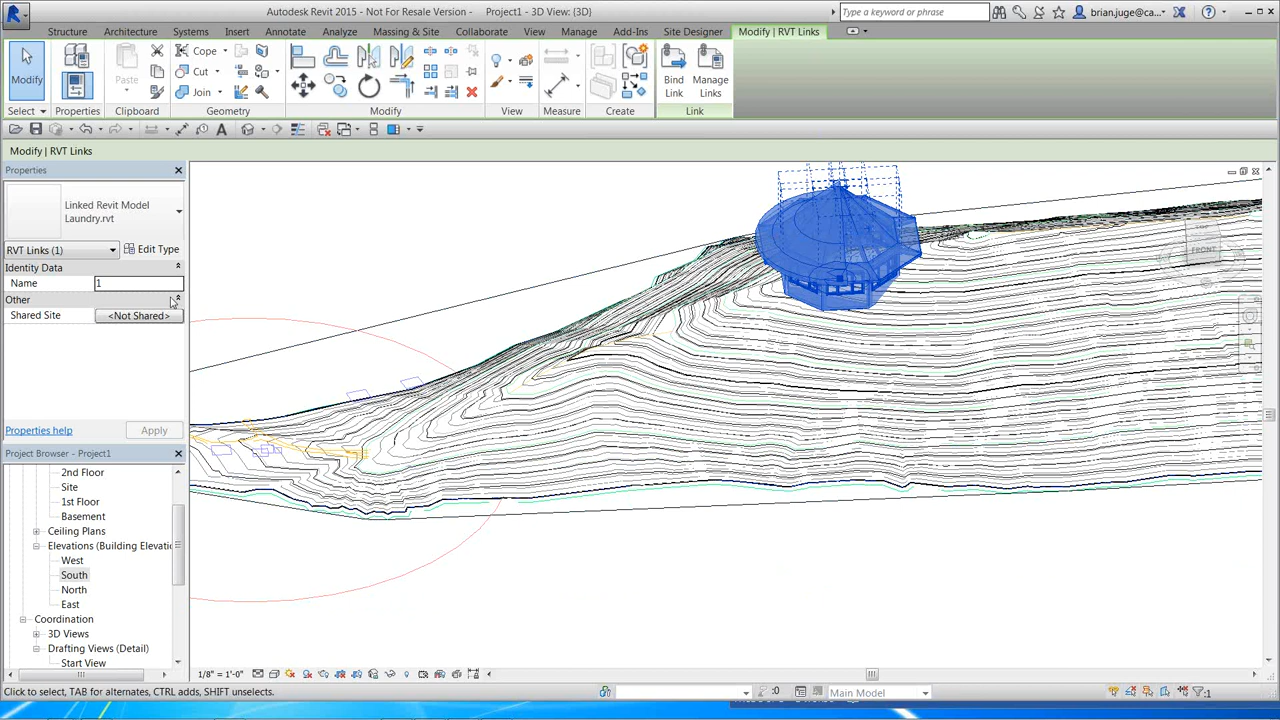 Autodesk Revit 2015 - Not For Resale Version - Project1 - 3D View: {3D}
Type a keyword or phrase
brian.juge@ca...
Structure Architecture Systems Insert Annotate Analyze Massing & Site Collaborate View Manage Add-Ins Site Designer Modify | RVT Links
Modify
Paste
Cope
Cut
Join
Bind Link
Manage Links
Select Properties Clipboard Geometry Modify View Measure Create Link
Modify | RVT Links
Properties
Linked Revit Model
Laundry.rvt
RVT Links (1) Edit Type
Identity Data
Name 1
Other
Shared Site <Not Shared>
Properties help Apply
Project Browser - Project1
2nd Floor
Site
1st Floor
Basement
Ceiling Plans
Elevations (Building Elevatio
West
South
North
East
Coordination
3D Views
Drafting Views (Detail)
Start View
TOP
FRONT
1/8" = 1'-0"
Click to select, TAB for alternates, CTRL adds, SHIFT unselects.
:0
Main Model
:1